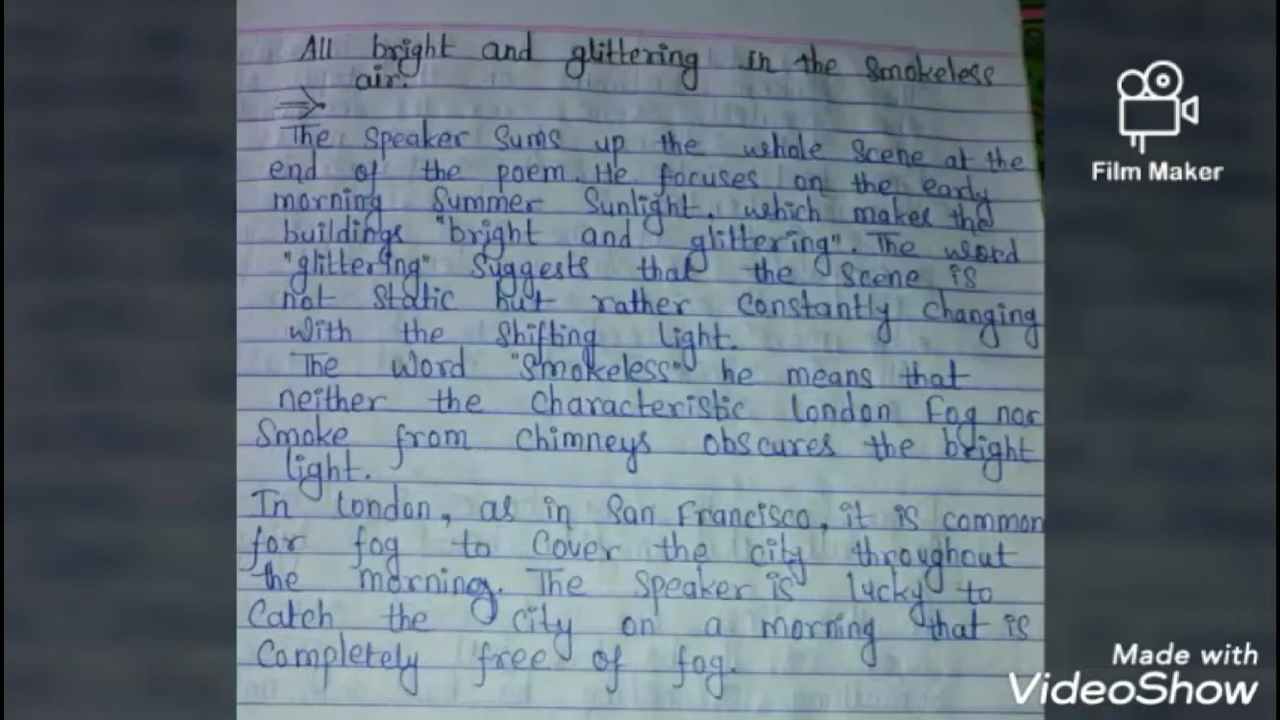 All bright and glittering in the Smokeless
air.
⇒
The Speaker Sums up the whole Scene at the
end of the poem. He focuses on the early
morning Summer Sunlight, which makes the
buildings "bright and glittering". The word
"glittering" Suggests that the Scene is
not static but rather Constantly changing
with the Shifting light.
The Word "Smokeless" he means that
neither the characteristic london Fog nor
Smoke from Chimneys obscures the bright
light.
In London, as in San Francisco, it is common
for fog to Cover the city throughout
the morning. The Speaker is lucky to
Catch the City on a morning that is
Completely free of fog.
Film Maker
Made with
VideoShow